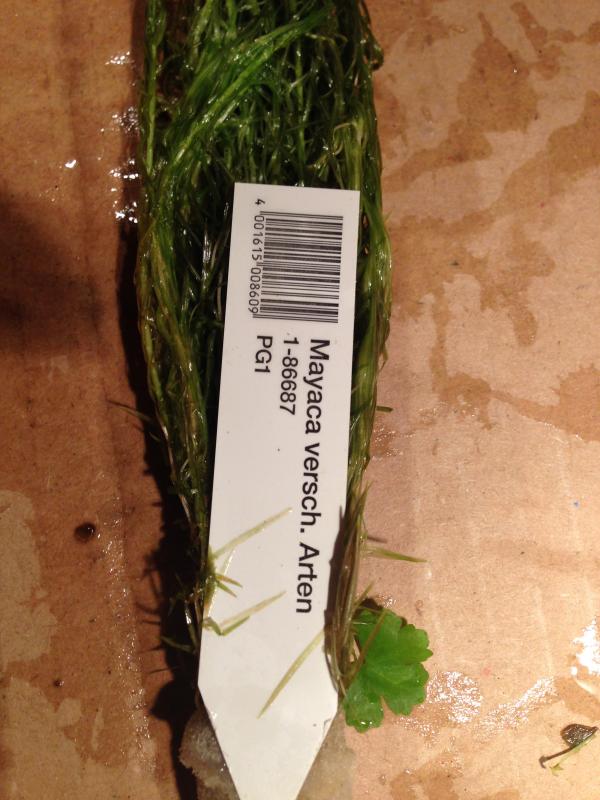 4 001615 008609
Mayaca versch. Arten
1-86687
PG1